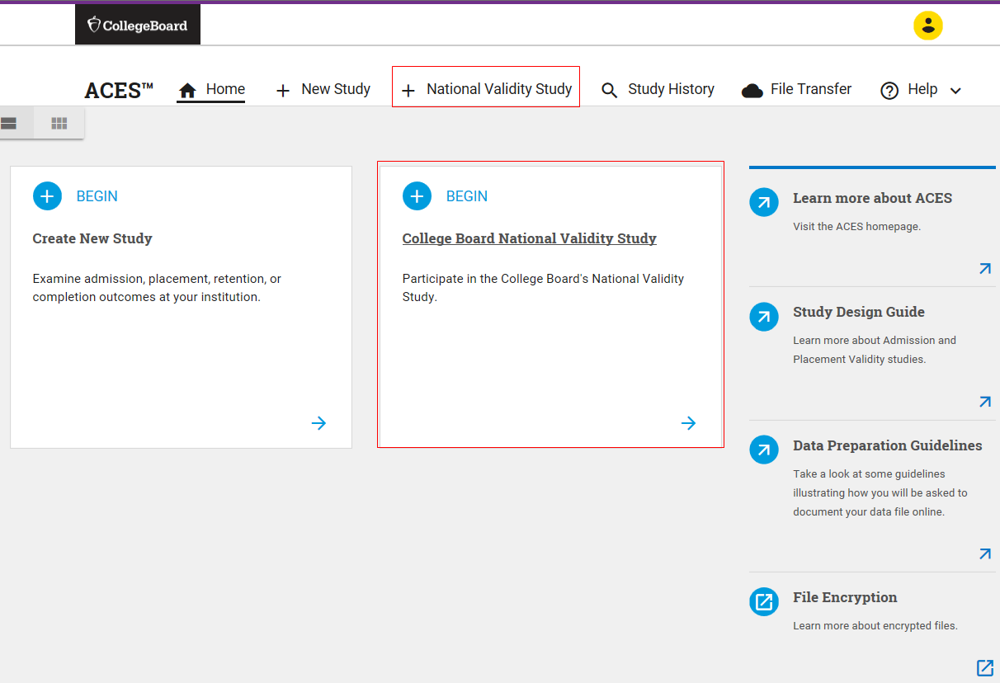 CollegeBoard
ACES™ Home New Study National Validity Study Study History File Transfer Help
BEGIN
Create New Study
Examine admission, placement, retention, or
completion outcomes at your institution.
BEGIN
College Board National Validity Study
Participate in the College Board's National Validity
Study.
Learn more about ACES
Visit the ACES homepage.
Study Design Guide
Learn more about Admission and
Placement Validity studies.
Data Preparation Guidelines
Take a look at some guidelines
illustrating how you will be asked to
document your data file online.
File Encryption
Learn more about encrypted files.